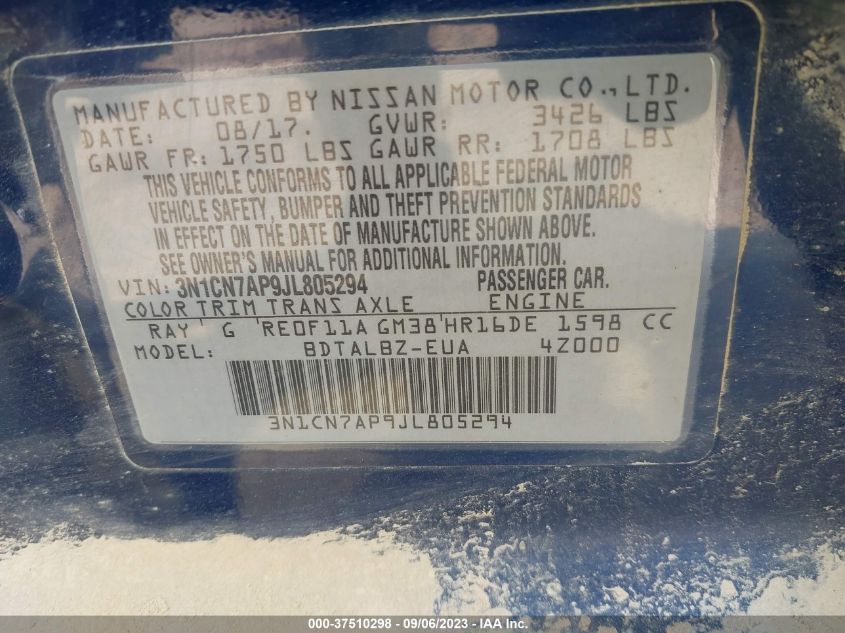 MANUFACTURED BY NISSAN MOTOR CO.,LTD.
DATE: 08/17. GVWR: 3426 LBS
GAWR FR: 1750 LBS GAWR RR: 1708 LBS
THIS VEHICLE CONFORMS TO ALL APPLICABLE FEDERAL MOTOR
VEHICLE SAFETY, BUMPER AND THEFT PREVENTION STANDARDS
IN EFFECT ON THE DATE OF MANUFACTURE SHOWN ABOVE.
SEE OWNER'S MANUAL FOR ADDITIONAL INFORMATION.
VIN: 3N1CN7AP9JL805294 PASSENGER CAR.
COLOR TRIM TRANS AXLE ENGINE
RAY G RE0F11A GM38 HR16DE 1598 CC
MODEL: BDTALBZ-EUA 4Z000
3N1CN7AP9JL805294
000-37510298 - 09/06/2023 - IAA Inc.